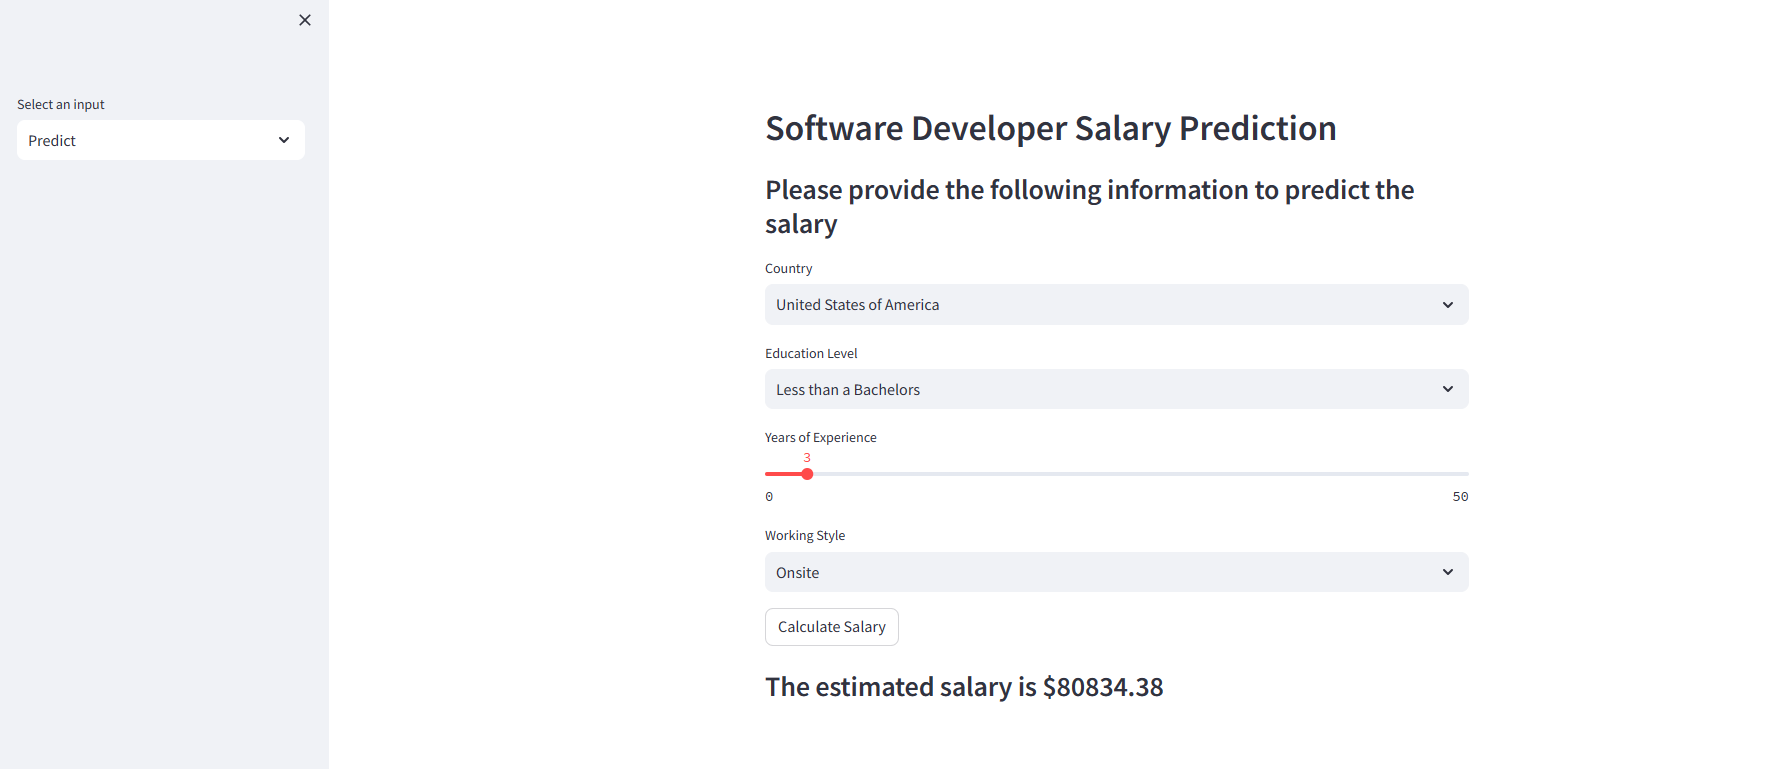 Select an input
Predict
Software Developer Salary Prediction
Please provide the following information to predict the
salary
Country
United States of America
Education Level
Less than a Bachelors
Years of Experience
3
0 50
Working Style
Onsite
Calculate Salary
The estimated salary is $80834.38